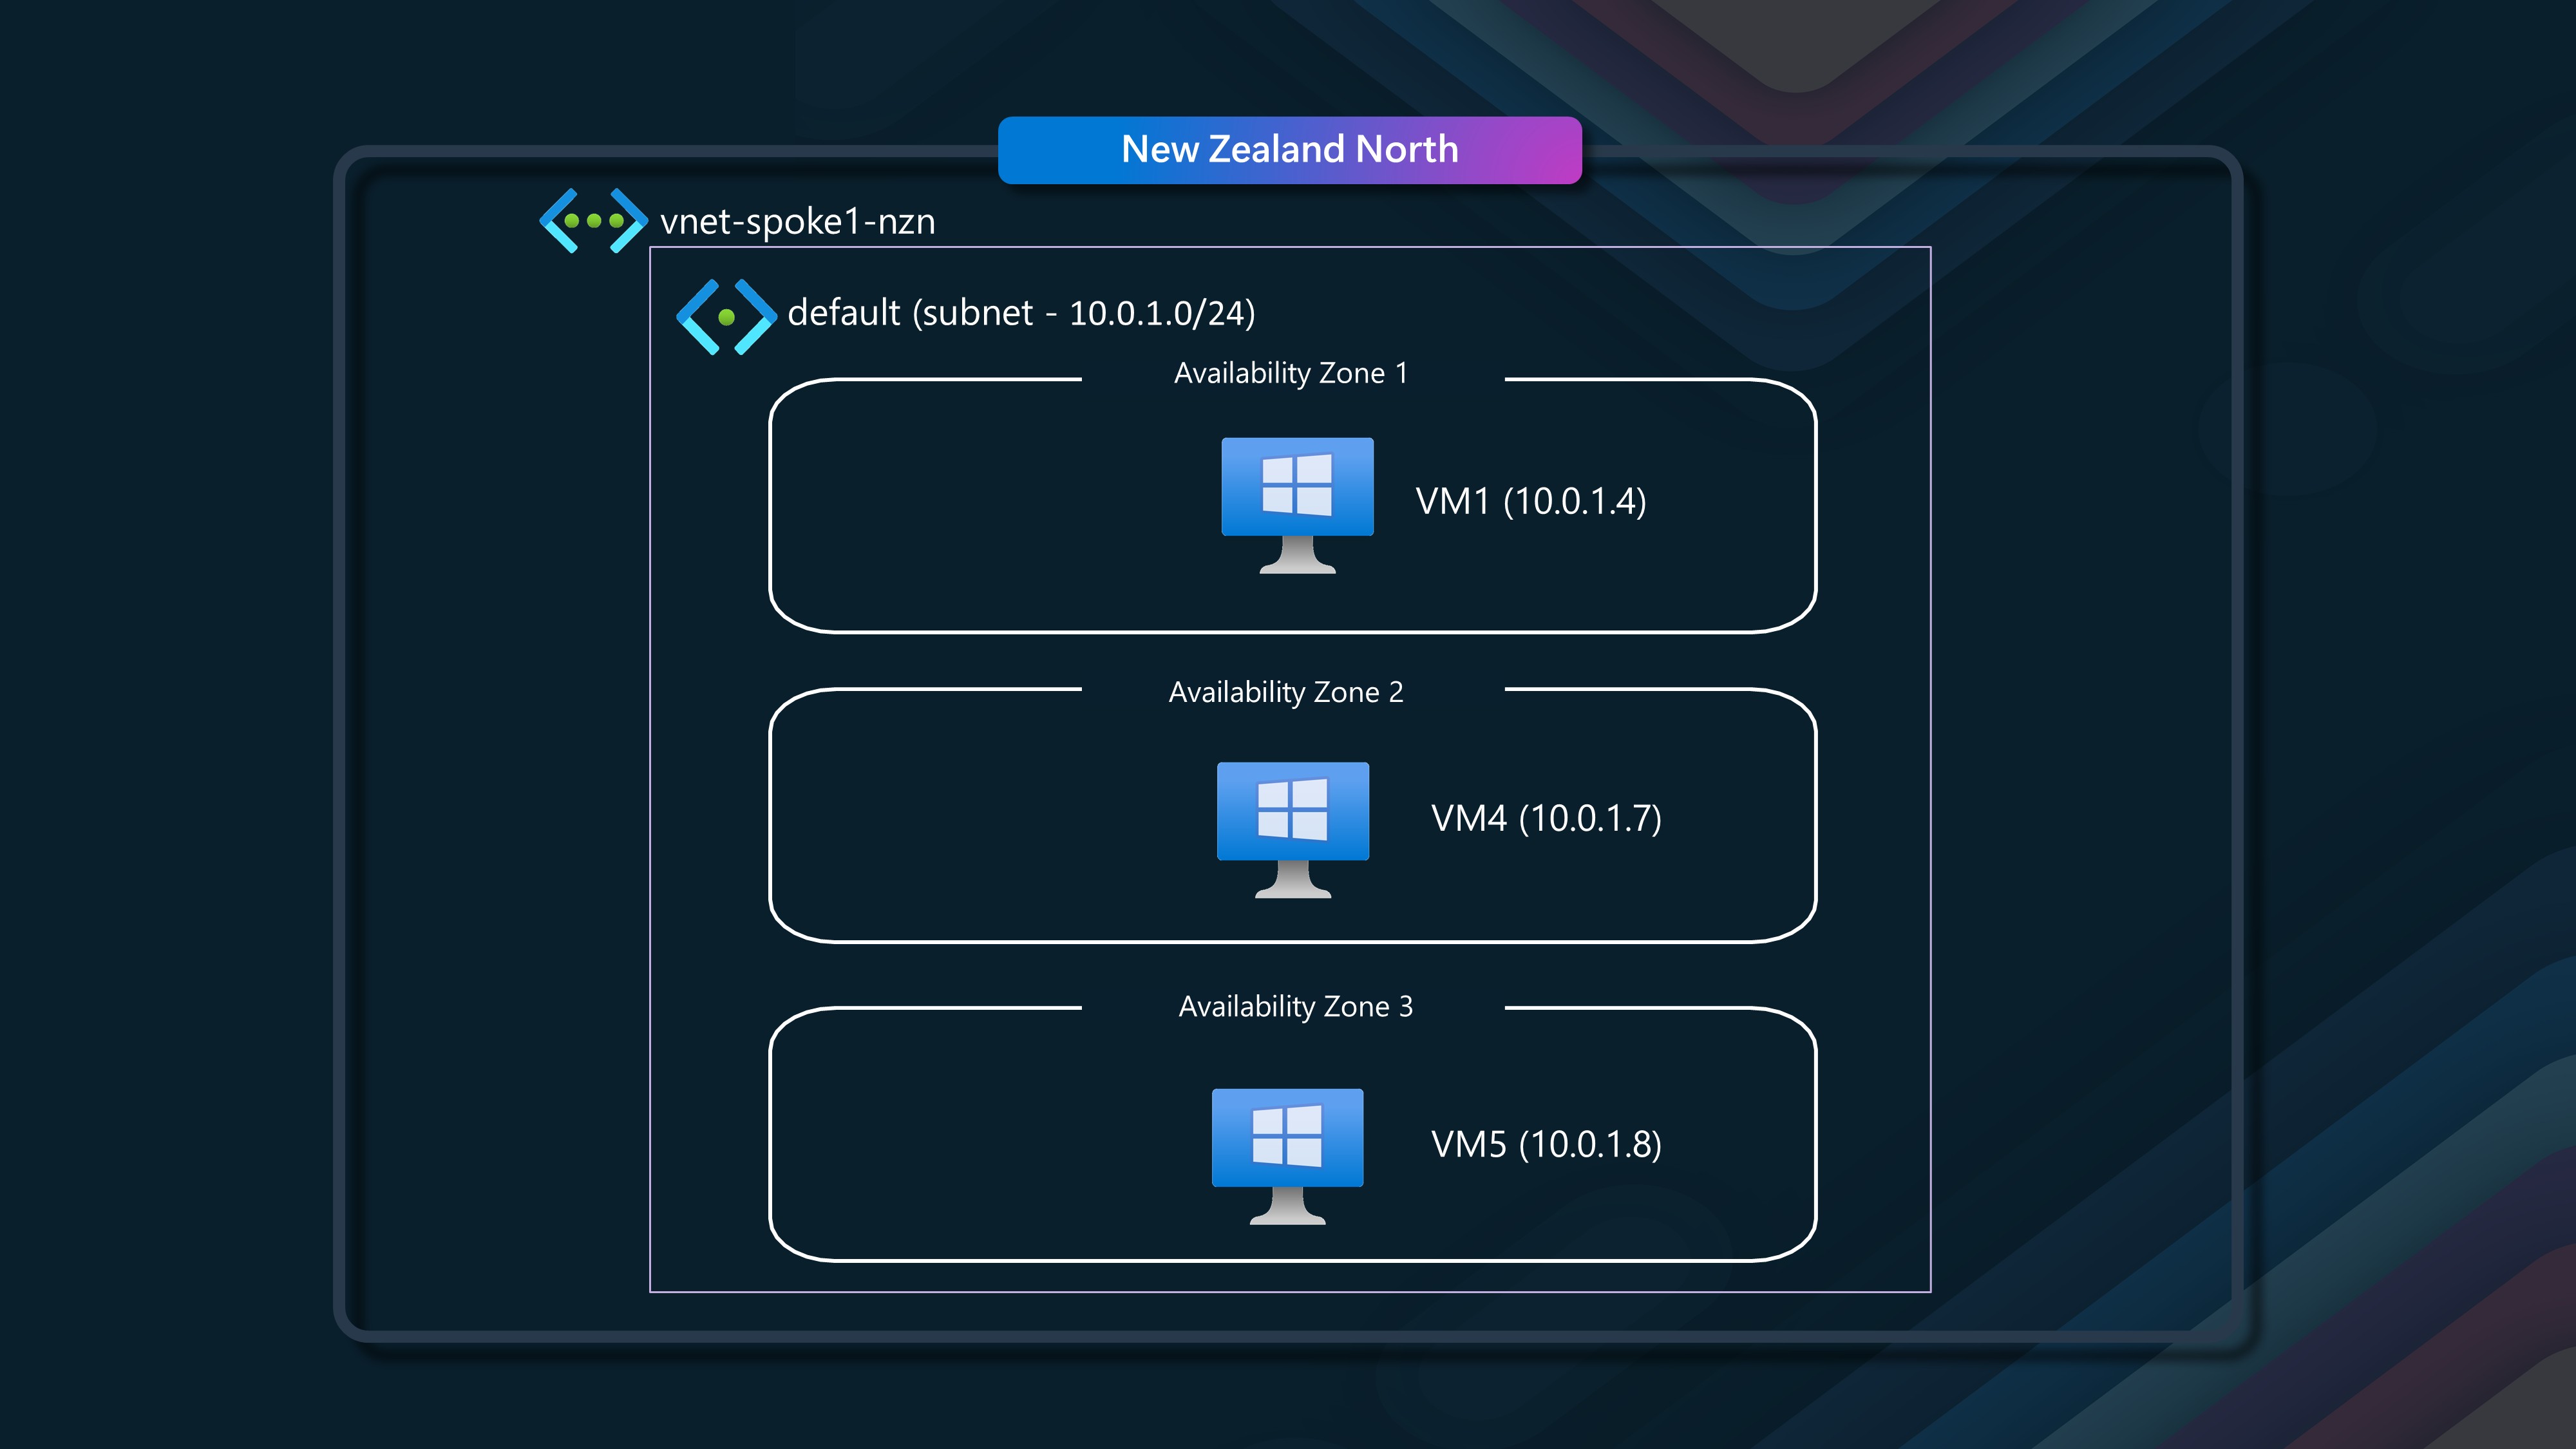 New Zealand North
vnet-spoke1-nzn
default (subnet - 10.0.1.0/24)
Availability Zone 1
VM1 (10.0.1.4)
Availability Zone 2
VM4 (10.0.1.7)
Availability Zone 3
VM5 (10.0.1.8)